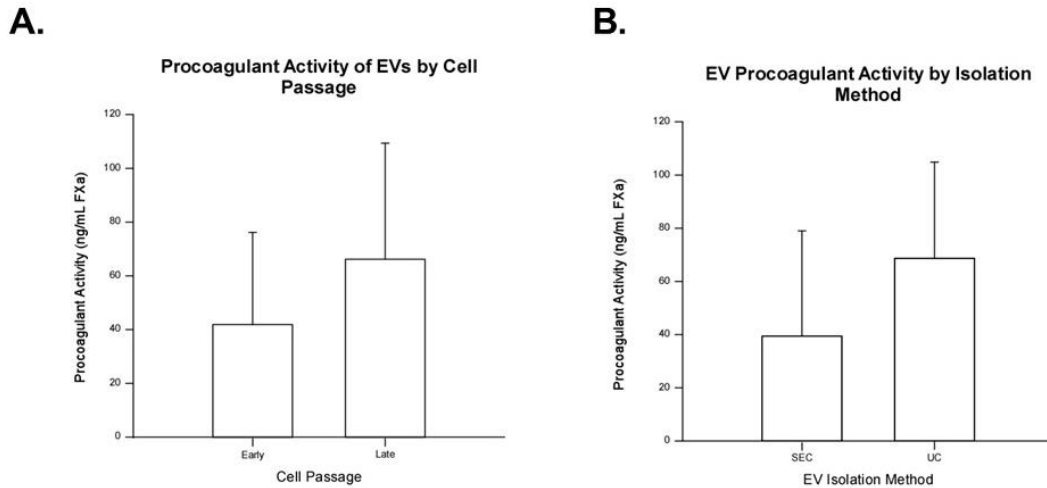 A.
Procoagulant Activity of EVs by Cell
Passage
Procoagulant Activity (ng/mL FXa)
120
100
80
60
40
20
0
Early
Late
Cell Passage
B.
EV Procoagulant Activity by Isolation
Method
Procoagulant Activity (ng/mL FXa)
120
100
80
60
40
20
0
SEC
UC
EV Isolation Method